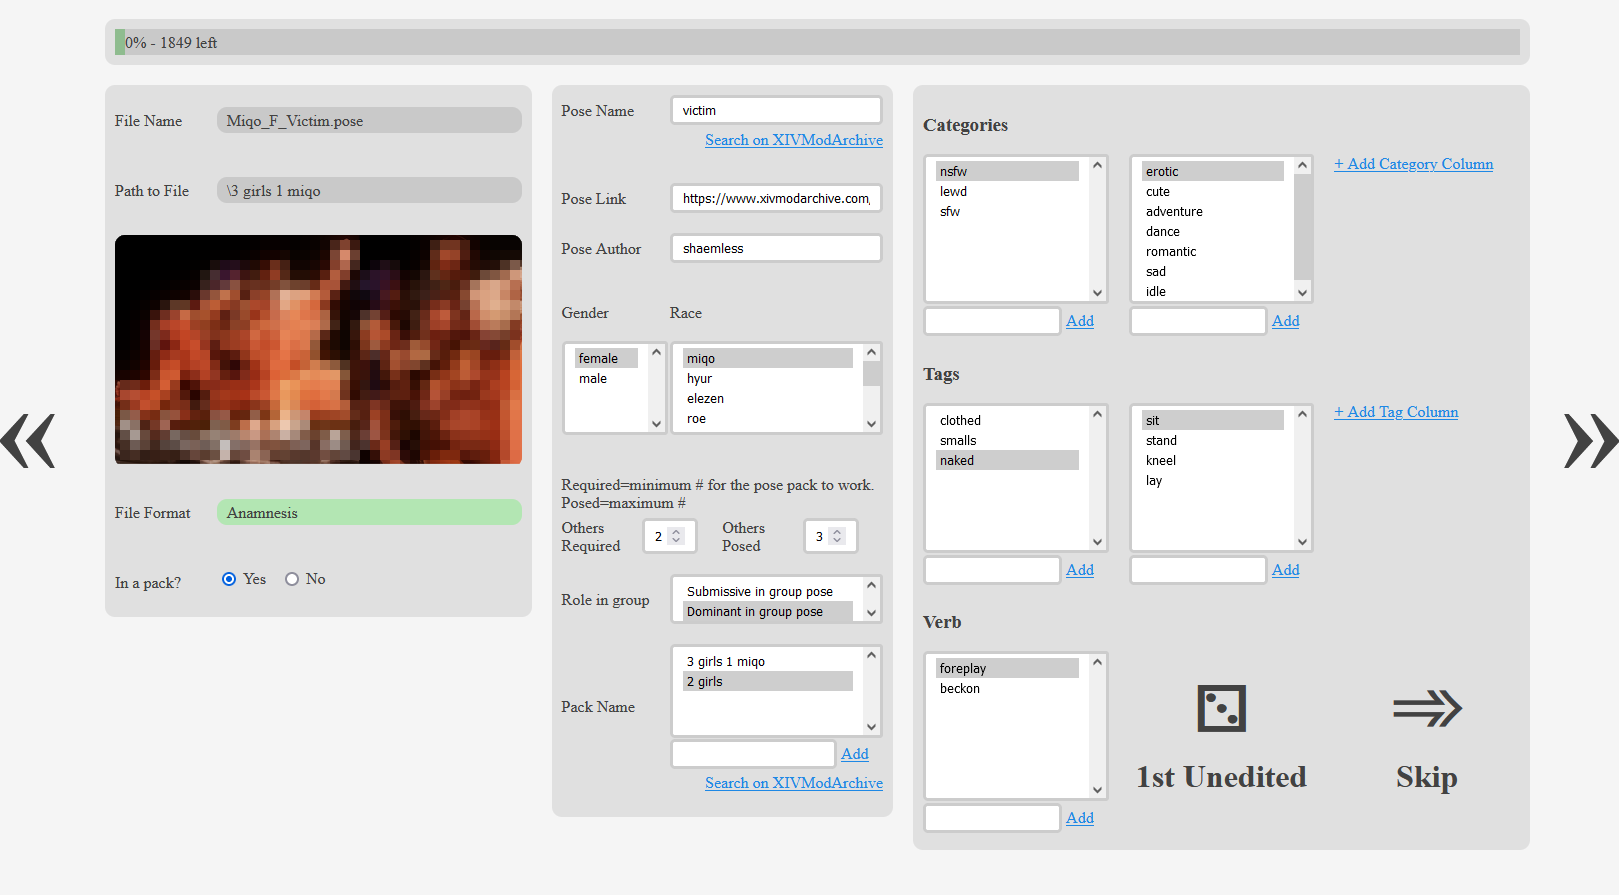 0% - 1849 left
File Name
Miqo_F_Victim.pose
Path to File
\3 girls 1 miqo
File Format
Anamnesis
In a pack?
Yes
No
Pose Name
victim
Search on XIVModArchive
Pose Link
https://www.xivmodarchive.com,
Pose Author
shaemless
Gender
Race
female
male
miqo
hyur
elezen
roe
Required=minimum # for the pose pack to work.
Posed=maximum #
Others
Required
2
Others
Posed
3
Role in group
Submissive in group pose
Dominant in group pose
Pack Name
3 girls 1 miqo
2 girls
Add
Search on XIVModArchive
Categories
nsfw
lewd
sfw
Add
erotic
cute
adventure
dance
romantic
sad
idle
Add
+ Add Category Column
Tags
clothed
smalls
naked
Add
sit
stand
kneel
lay
Add
+ Add Tag Column
Verb
foreplay
beckon
Add
1st Unedited
Skip